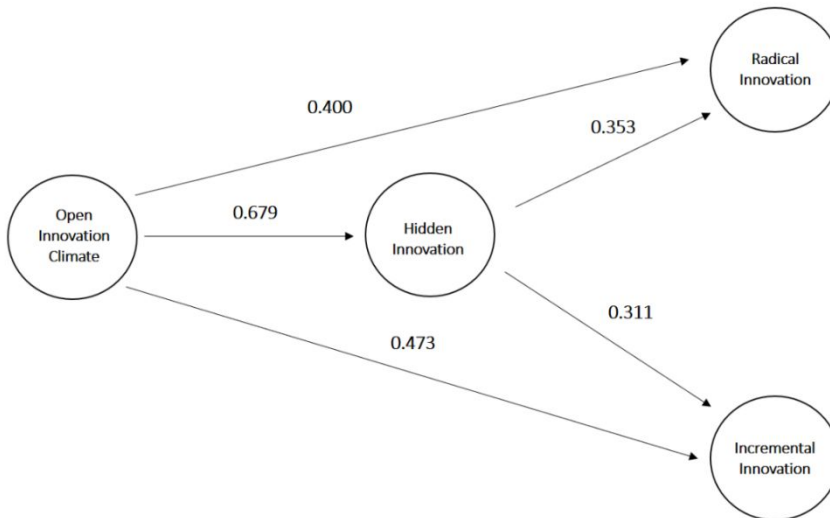 Radical
Innovation
0.400
0.353
Open
Innovation
Climate
0.679
Hidden
Innovation
0.311
0.473
Incremental
Innovation